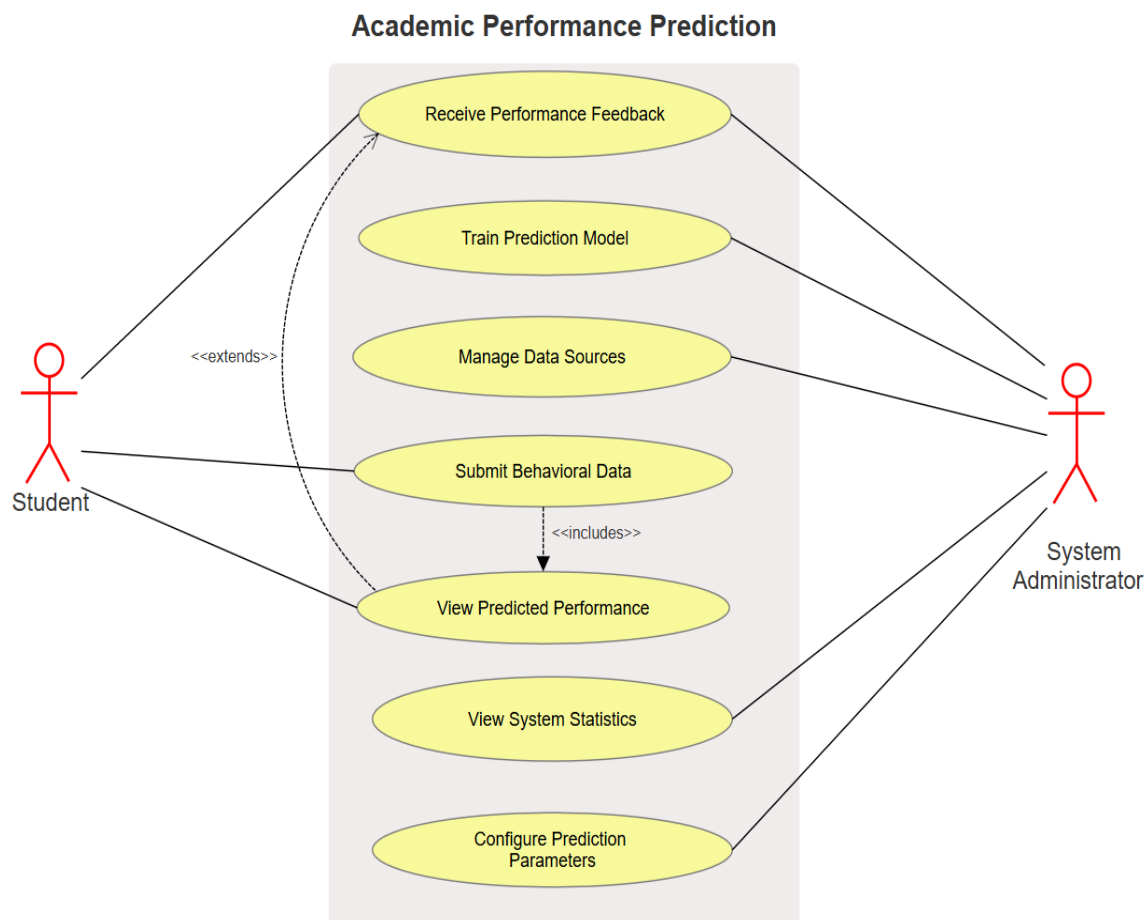 Academic Performance Prediction
Receive Performance Feedback
Train Prediction Model
Manage Data Sources
<<extends>>
Submit Behavioral Data
Student
<<includes>>
System
Administrator
View Predicted Performance
View System Statistics
Configure Prediction
Parameters